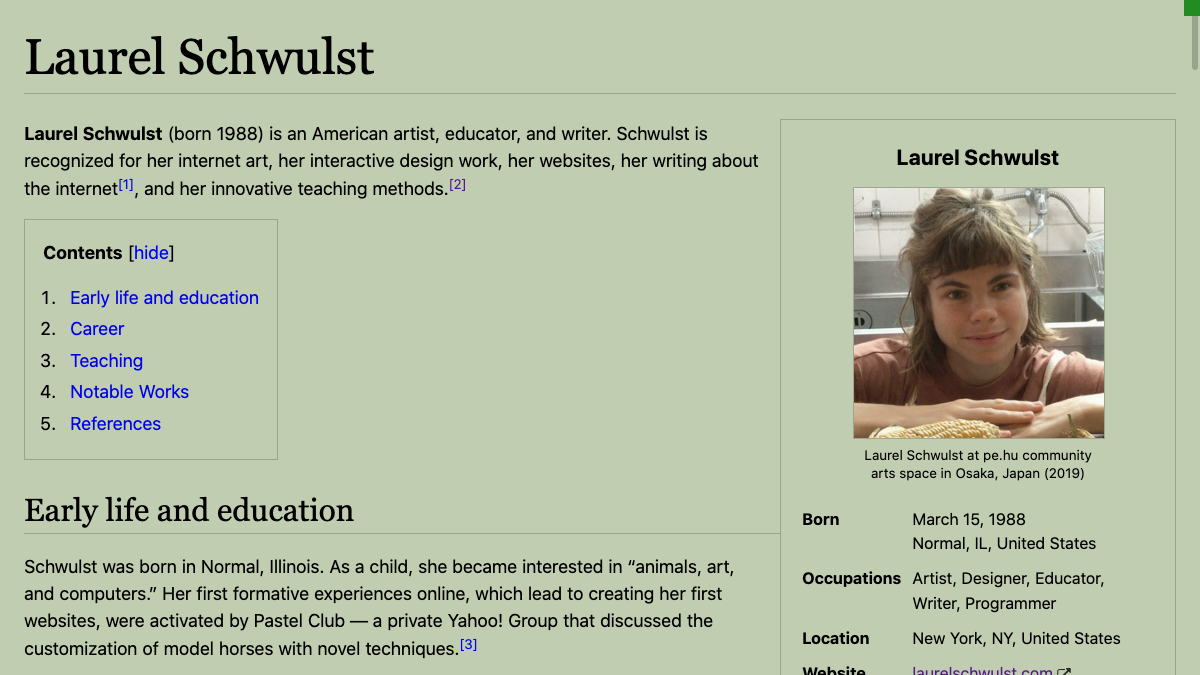 Laurel Schwulst
Laurel Schwulst (born 1988) is an American artist, educator, and writer. Schwulst is
recognized for her internet art, her interactive design work, her websites, her writing about
the internet[1], and her innovative teaching methods.[2]
Contents [hide]
1. Early life and education
2. Career
3. Teaching
4. Notable Works
5. References
Early life and education
Schwulst was born in Normal, Illinois. As a child, she became interested in “animals, art,
and computers.” Her first formative experiences online, which lead to creating her first
websites, were activated by Pastel Club — a private Yahoo! Group that discussed the
customization of model horses with novel techniques.[3]
Laurel Schwulst
Laurel Schwulst at pe.hu community
arts space in Osaka, Japan (2019)
Born March 15, 1988
Normal, IL, United States
Occupations Artist, Designer, Educator,
Writer, Programmer
Location New York, NY, United States
Website laurelschwulst.com